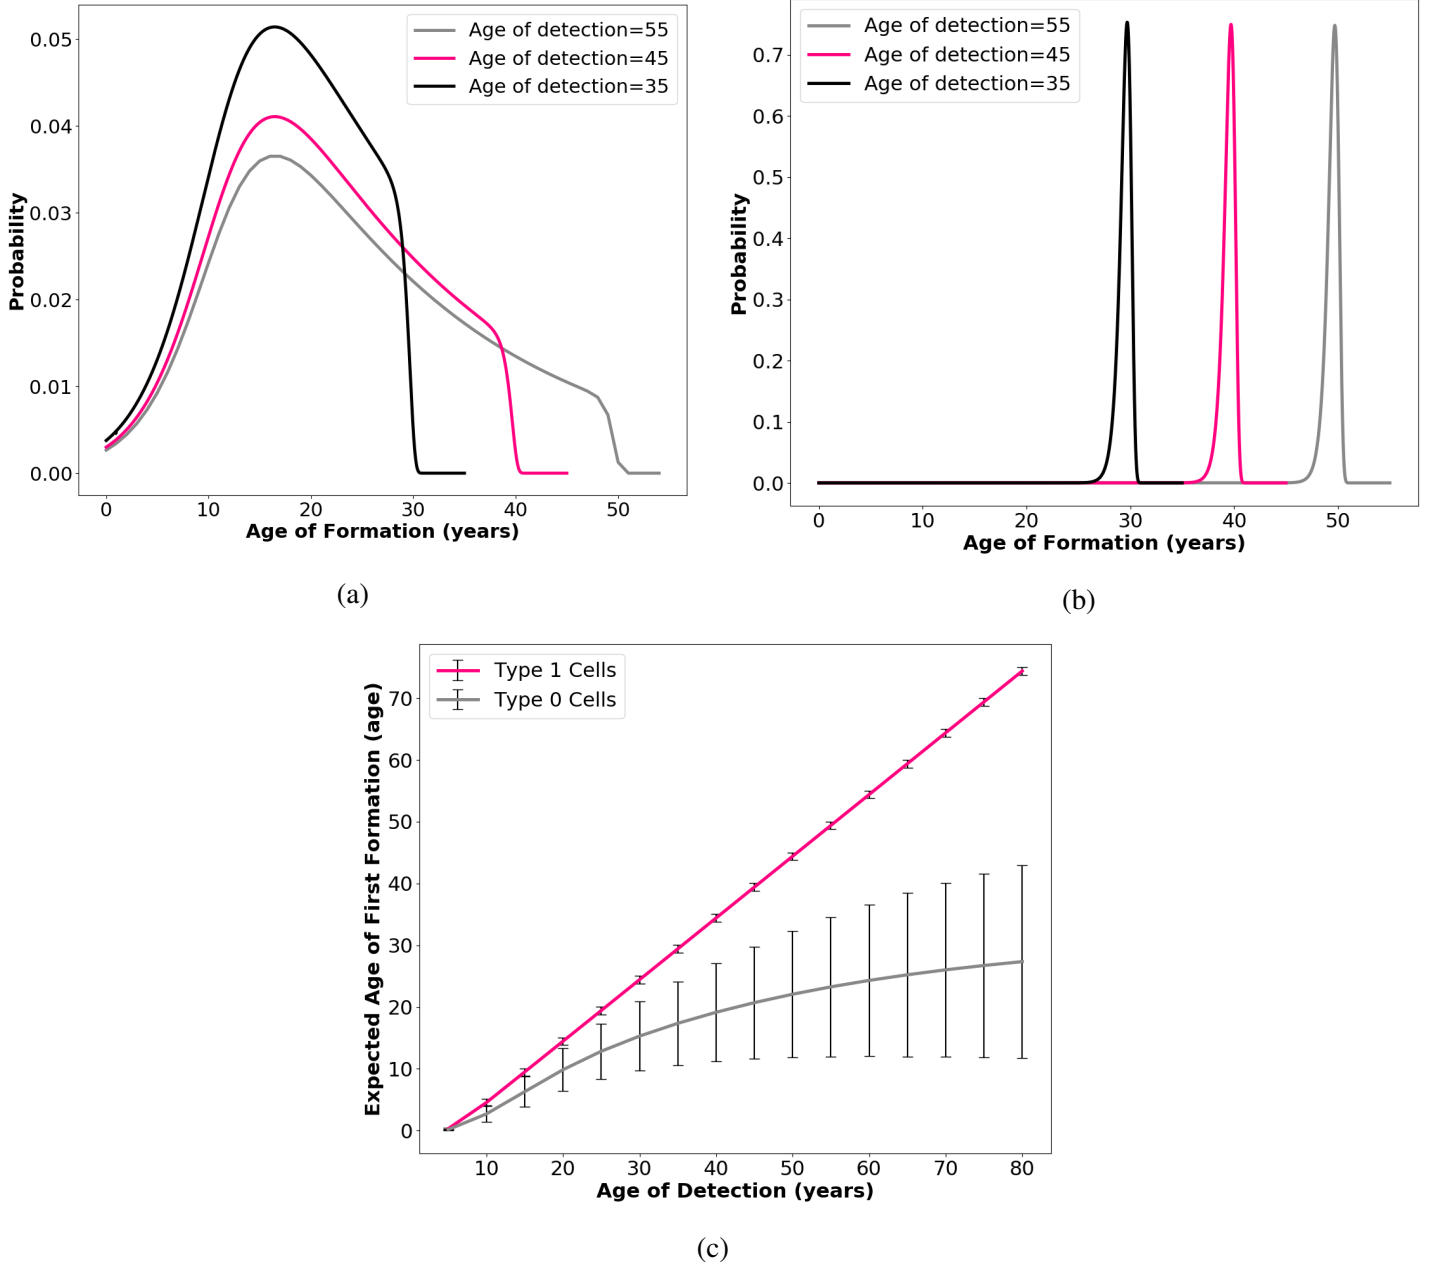 Age of detection=55
Age of detection=45
Age of detection=35
0.05
0.04
0.03
0.02
0.01
0.00
Probability
0 10 20 30 40 50
Age of Formation (years)
(a)
Age of detection=55
Age of detection=45
Age of detection=35
0.7
0.6
0.5
0.4
0.3
0.2
0.1
0.0
Probability
0 10 20 30 40 50
Age of Formation (years)
(b)
Type 1 Cells
Type 0 Cells
70
60
50
40
30
20
10
0
Expected Age of First Formation (age)
10 20 30 40 50 60 70 80
Age of Detection (years)
(c)